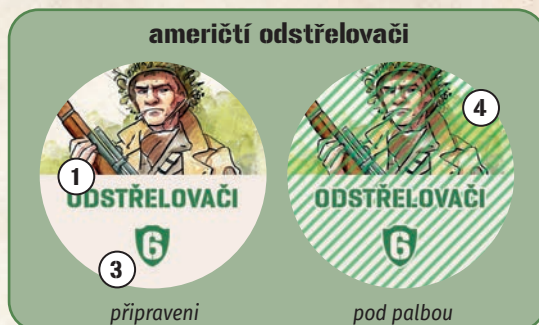 američtí odstřelovači
1
4
ODSTŘELOVAČI
ODSTŘELOVAČI
6
6
3
připraveni
pod palbou